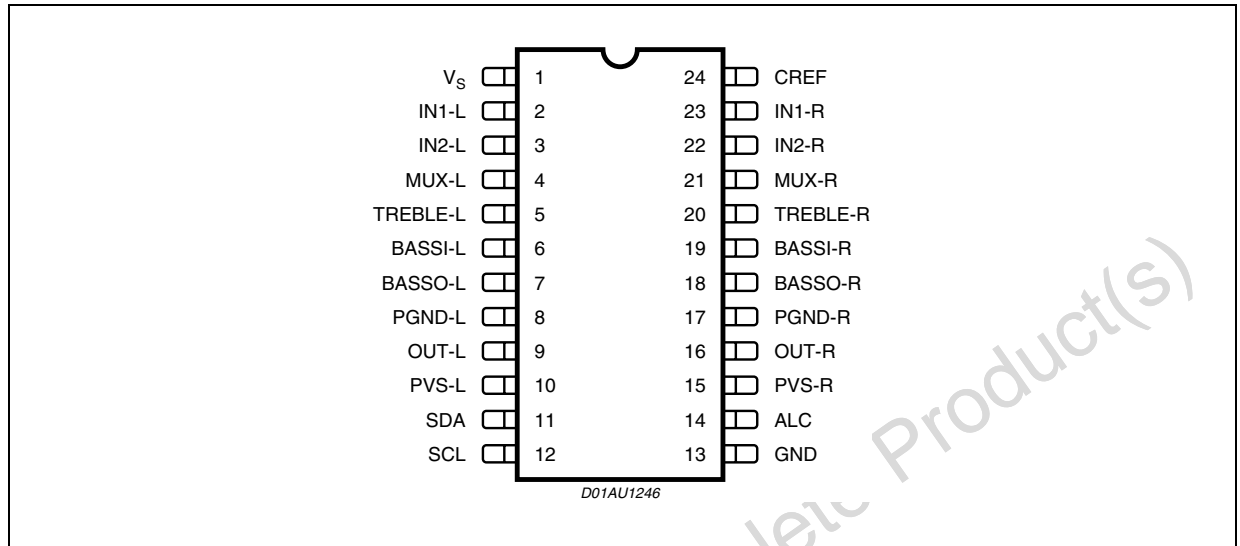 V_S 1 24 CREF
IN1-L 2 23 IN1-R
IN2-L 3 22 IN2-R
MUX-L 4 21 MUX-R
TREBLE-L 5 20 TREBLE-R
BASSI-L 6 19 BASSI-R
BASSO-L 7 18 BASSO-R
PGND-L 8 17 PGND-R
OUT-L 9 16 OUT-R
PVS-L 10 15 PVS-R
SDA 11 14 ALC
SCL 12 13 GND
D01AU1246
lete Product(s)